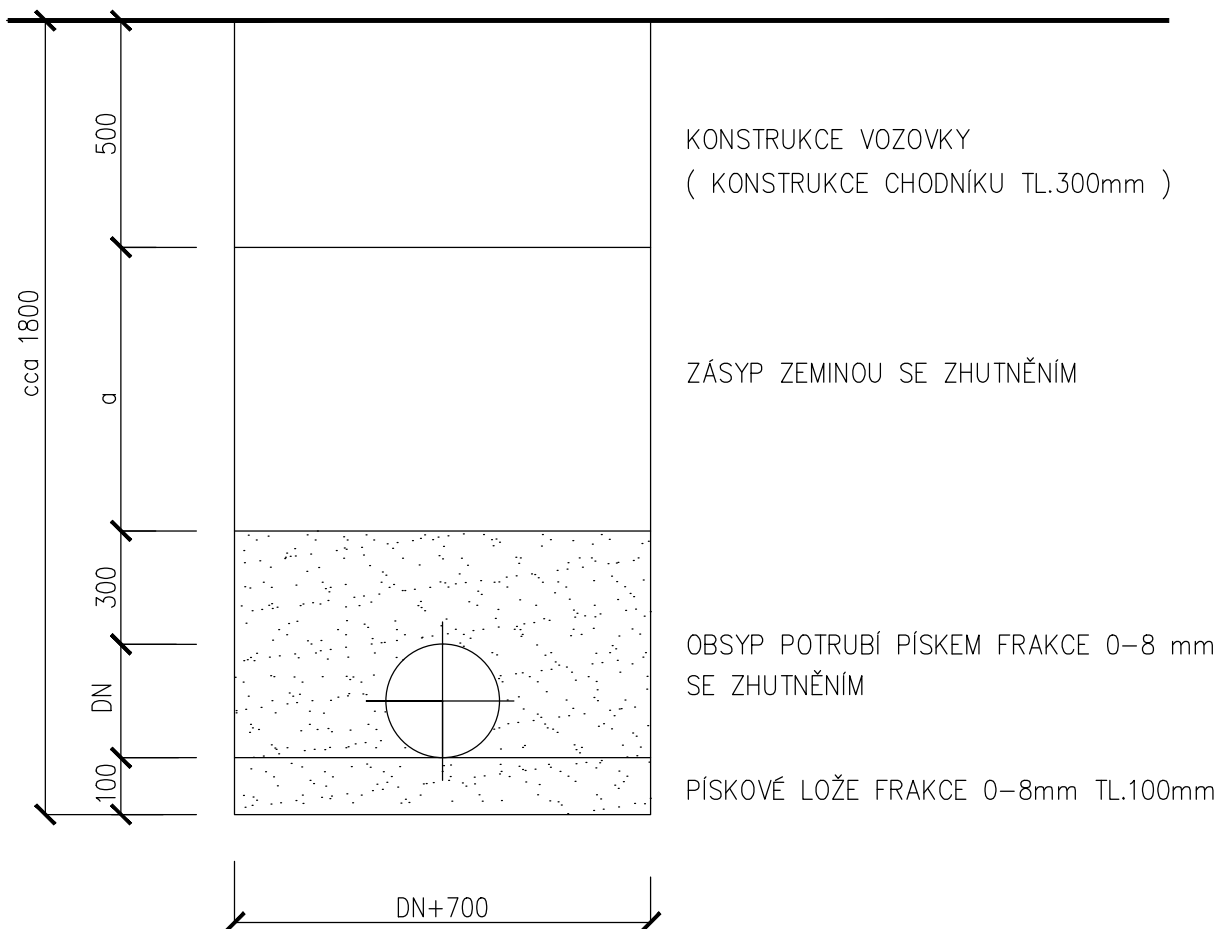 500
KONSTRUKCE VOZOVKY
( KONSTRUKCE CHODNÍKU TL.300mm )
cca 1800
a
ZÁSYP ZEMINOU SE ZHUTNĚNÍM
300
OBSYP POTRUBÍ PÍSKEM FRAKCE 0-8 mm
SE ZHUTNĚNÍM
DN
100
PÍSKOVÉ LOŽE FRAKCE 0-8mm TL.100mm
DN+700